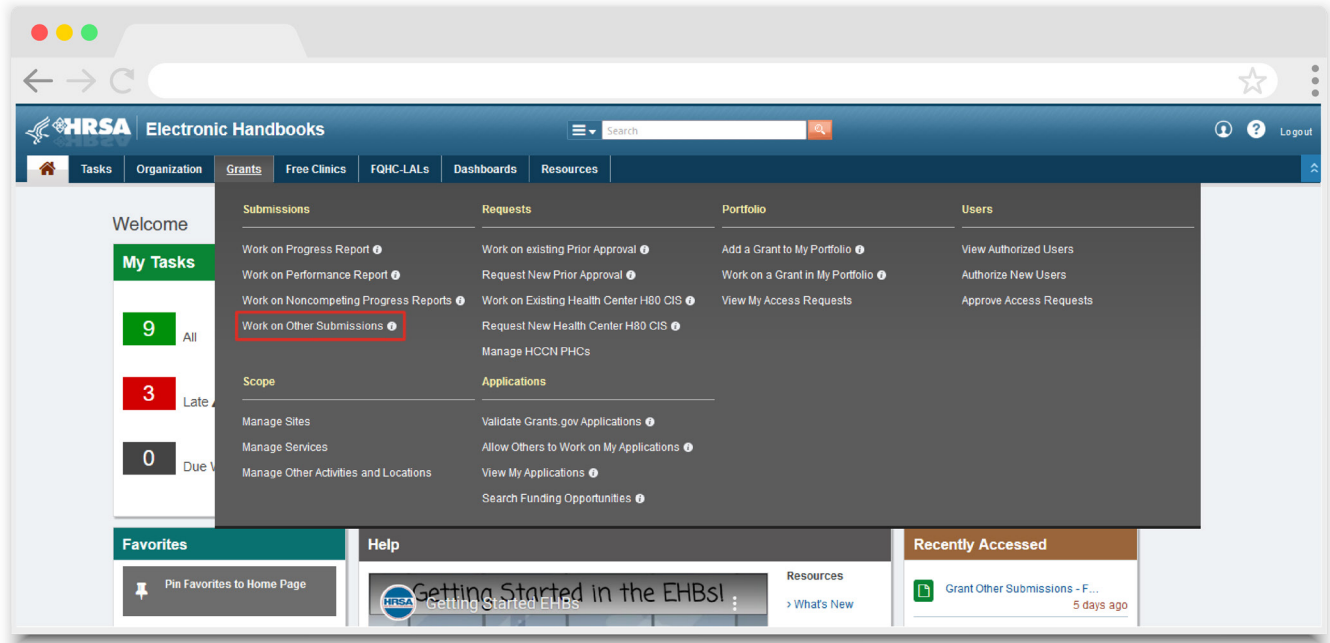 HRSA Electronic Handbooks
Search
Logout
Tasks
Organization
Grants
Free Clinics
FQHC-LALs
Dashboards
Resources
Welcome
My Tasks
9 All
3 Late
0 Due
Submissions
Work on Progress Report
Work on Performance Report
Work on Noncompeting Progress Reports
Work on Other Submissions
Requests
Work on existing Prior Approval
Request New Prior Approval
Work on Existing Health Center H80 CIS
Request New Health Center H80 CIS
Manage HCCN PHCs
Portfolio
Add a Grant to My Portfolio
Work on a Grant in My Portfolio
View My Access Requests
Users
View Authorized Users
Authorize New Users
Approve Access Requests
Scope
Manage Sites
Manage Services
Manage Other Activities and Locations
Applications
Validate Grants.gov Applications
Allow Others to Work on My Applications
View My Applications
Search Funding Opportunities
Favorites
Pin Favorites to Home Page
Help
Getting Started in the EHBs!
HRSA
Getting Started EHBs
Resources
> What's New
Recently Accessed
Grant Other Submissions - F...
5 days ago